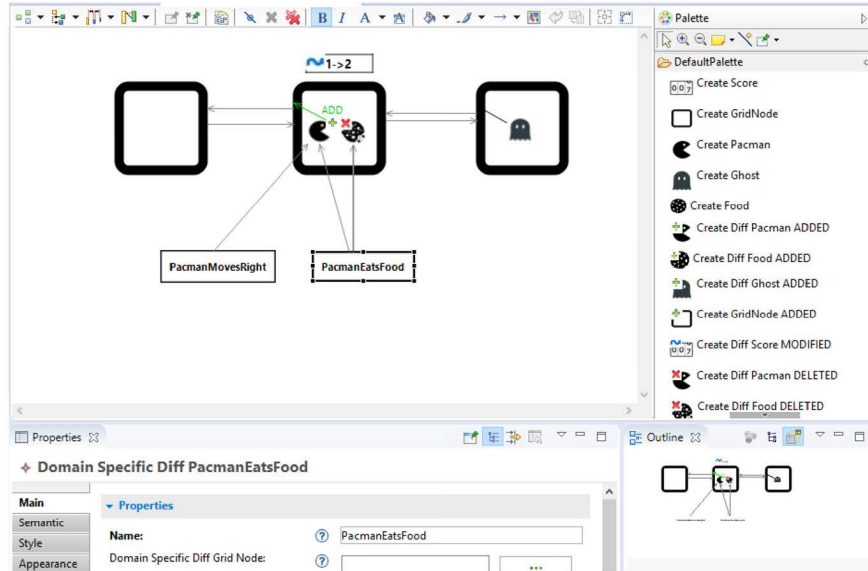 B I A
Palette
DefaultPalette
Create Score
Create GridNode
Create Pacman
Create Ghost
Create Food
Create Diff Pacman ADDED
Create Diff Food ADDED
Create Diff Ghost ADDED
Create GridNode ADDED
Create Diff Score MODIFIED
Create Diff Pacman DELETED
Create Diff Food DELETED
1->2
ADD
PacmanMovesRight
PacmanEatsFood
Properties
Domain Specific Diff PacmanEatsFood
Main
Semantic
Style
Appearance
Properties
Name:
PacmanEatsFood
Domain Specific Diff Grid Node:
...
Outline